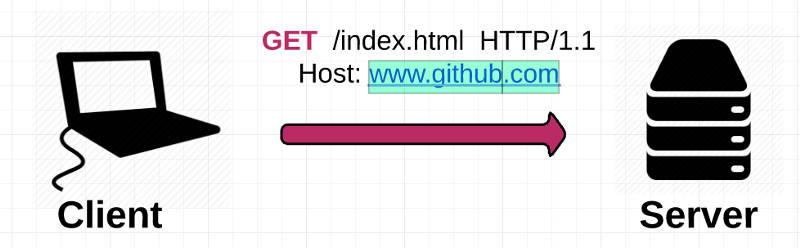 GET /index.html HTTP/1.1
Host: www.github.com
Client
Server